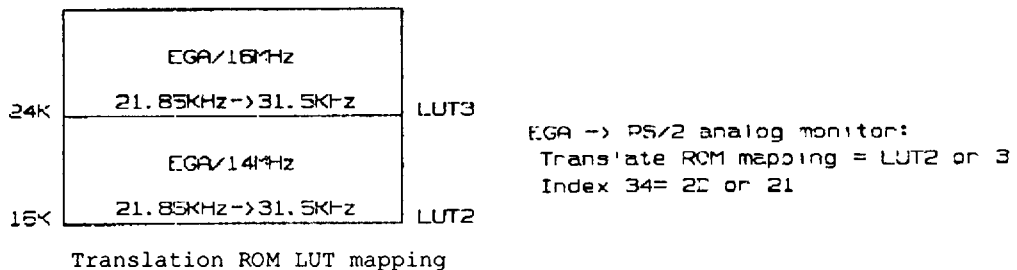 EGA/16MHz
21.85KHz->31.5KHz
24K
LUT3
EGA/14MHz
21.85KHz->31.5KHz
16K
LUT2
EGA -> PS/2 analog monitor:
Translate ROM mapping = LUT2 or 3
Index 34= or 21
Translation ROM LUT mapping